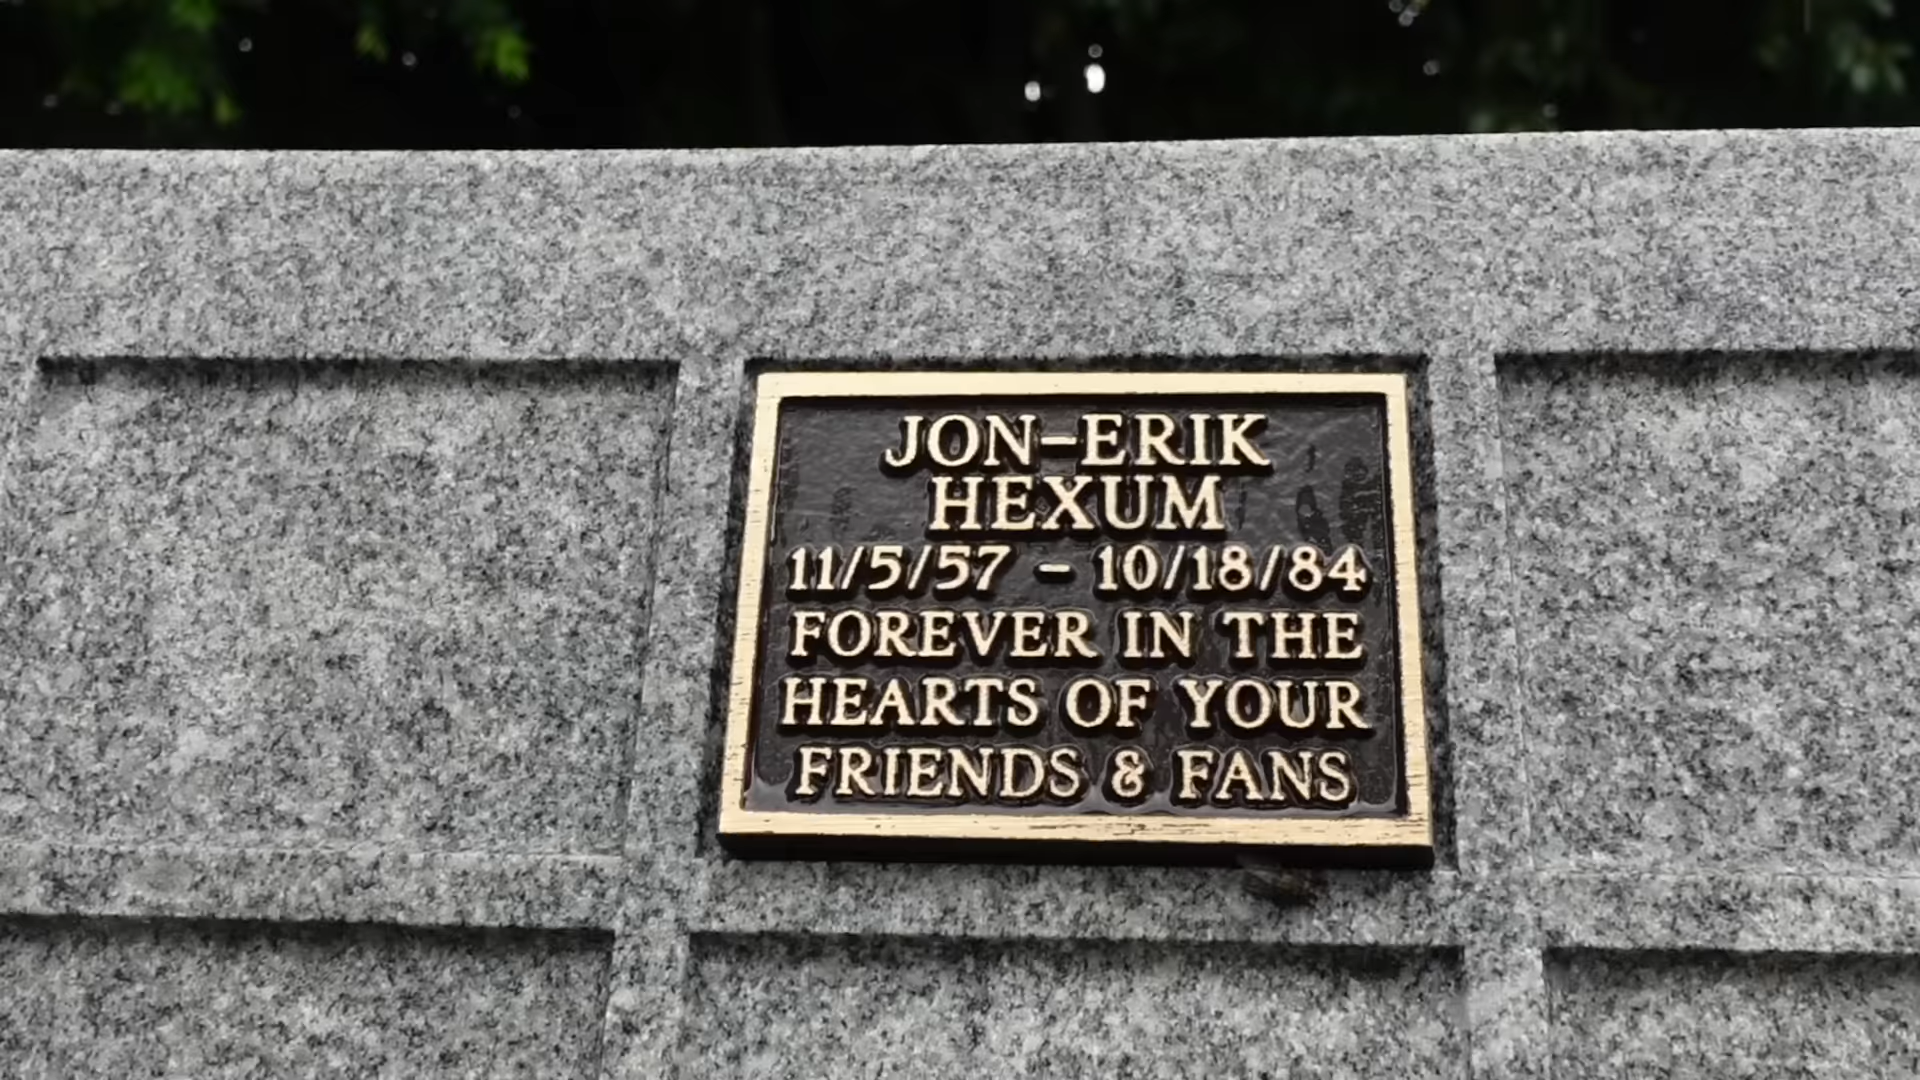 JON-ERIK
HEXUM
11/5/57 - 10/18/84
FOREVER IN THE
HEARTS OF YOUR
FRIENDS & FANS